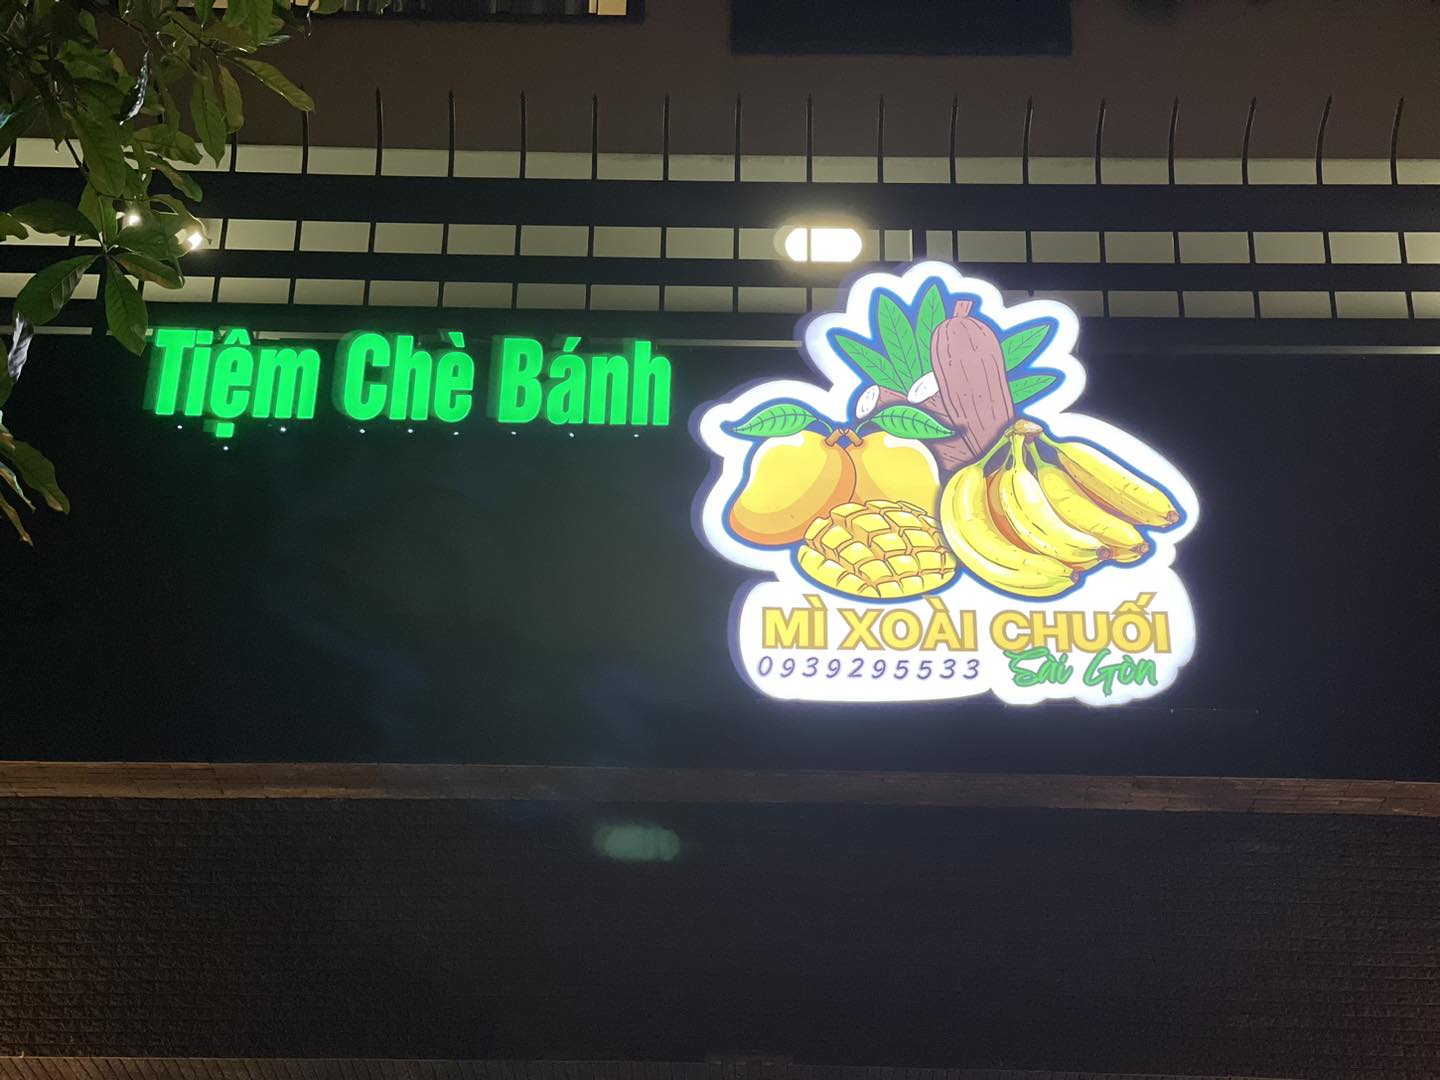 Tiệm Chè Bánh
MÌ XOÀI CHUỐI
0939295533
Sài Gòn